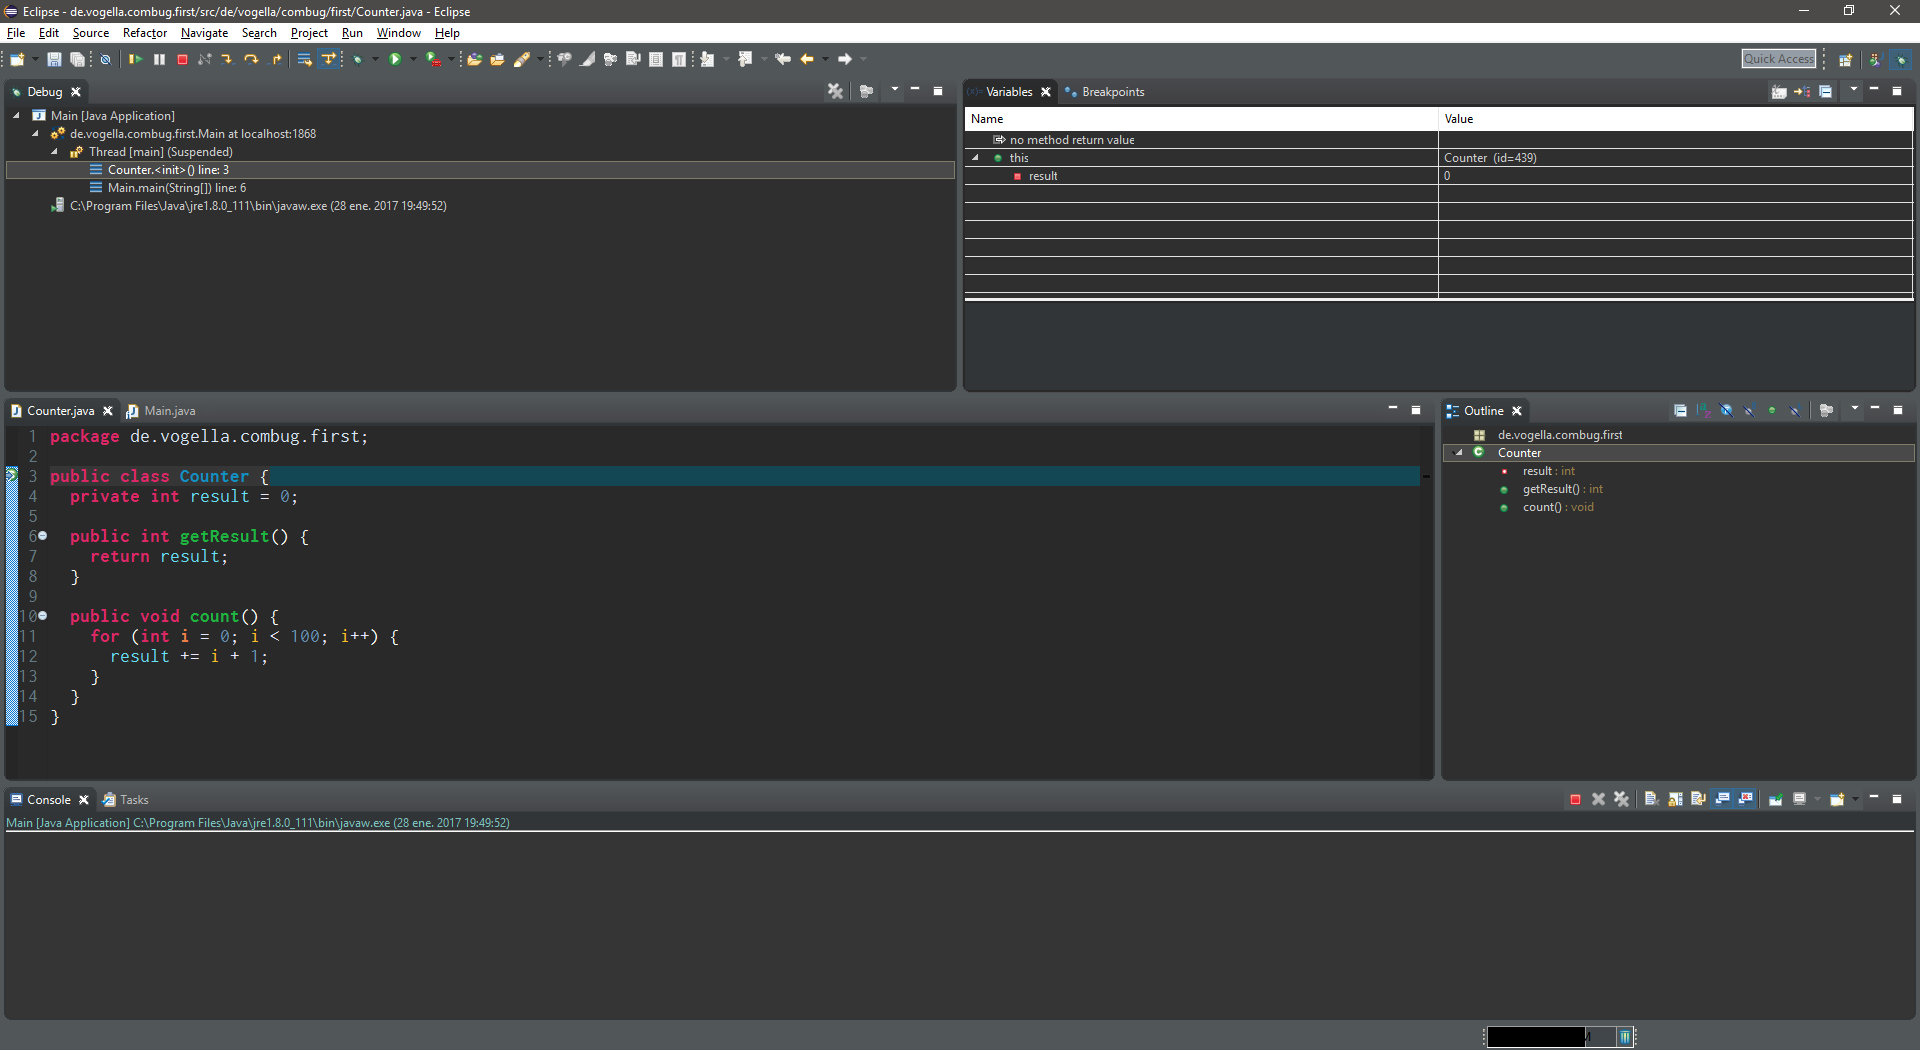 Eclipse - de.vogella.combug.first/src/de/vogella/combug/first/Counter.java - Eclipse
File Edit Source Refactor Navigate Search Project Run Window Help
Quick Access
Debug
Main [Java Application]
de.vogella.combug.first.Main at localhost:1868
Thread [main] (Suspended)
Counter.<init>() line: 3
Main.main(String[]) line: 6
C:\Program Files\Java\jre1.8.0_111\bin\javaw.exe (28 ene. 2017 19:49:52)
Variables Breakpoints
Name Value
no method return value
this Counter (id=439)
result 0
Counter.java Main.java
1 package de.vogella.combug.first;
2
3 public class Counter {
4 private int result = 0;
5
6 public int getResult() {
7 return result;
8 }
9
10 public void count() {
11 for (int i = 0; i < 100; i++) {
12 result += i + 1;
13 }
14 }
15 }
Outline
de.vogella.combug.first
Counter
result : int
getResult() : int
count() : void
Console Tasks
Main [Java Application] C:\Program Files\Java\jre1.8.0_111\bin\javaw.exe (28 ene. 2017 19:49:52)